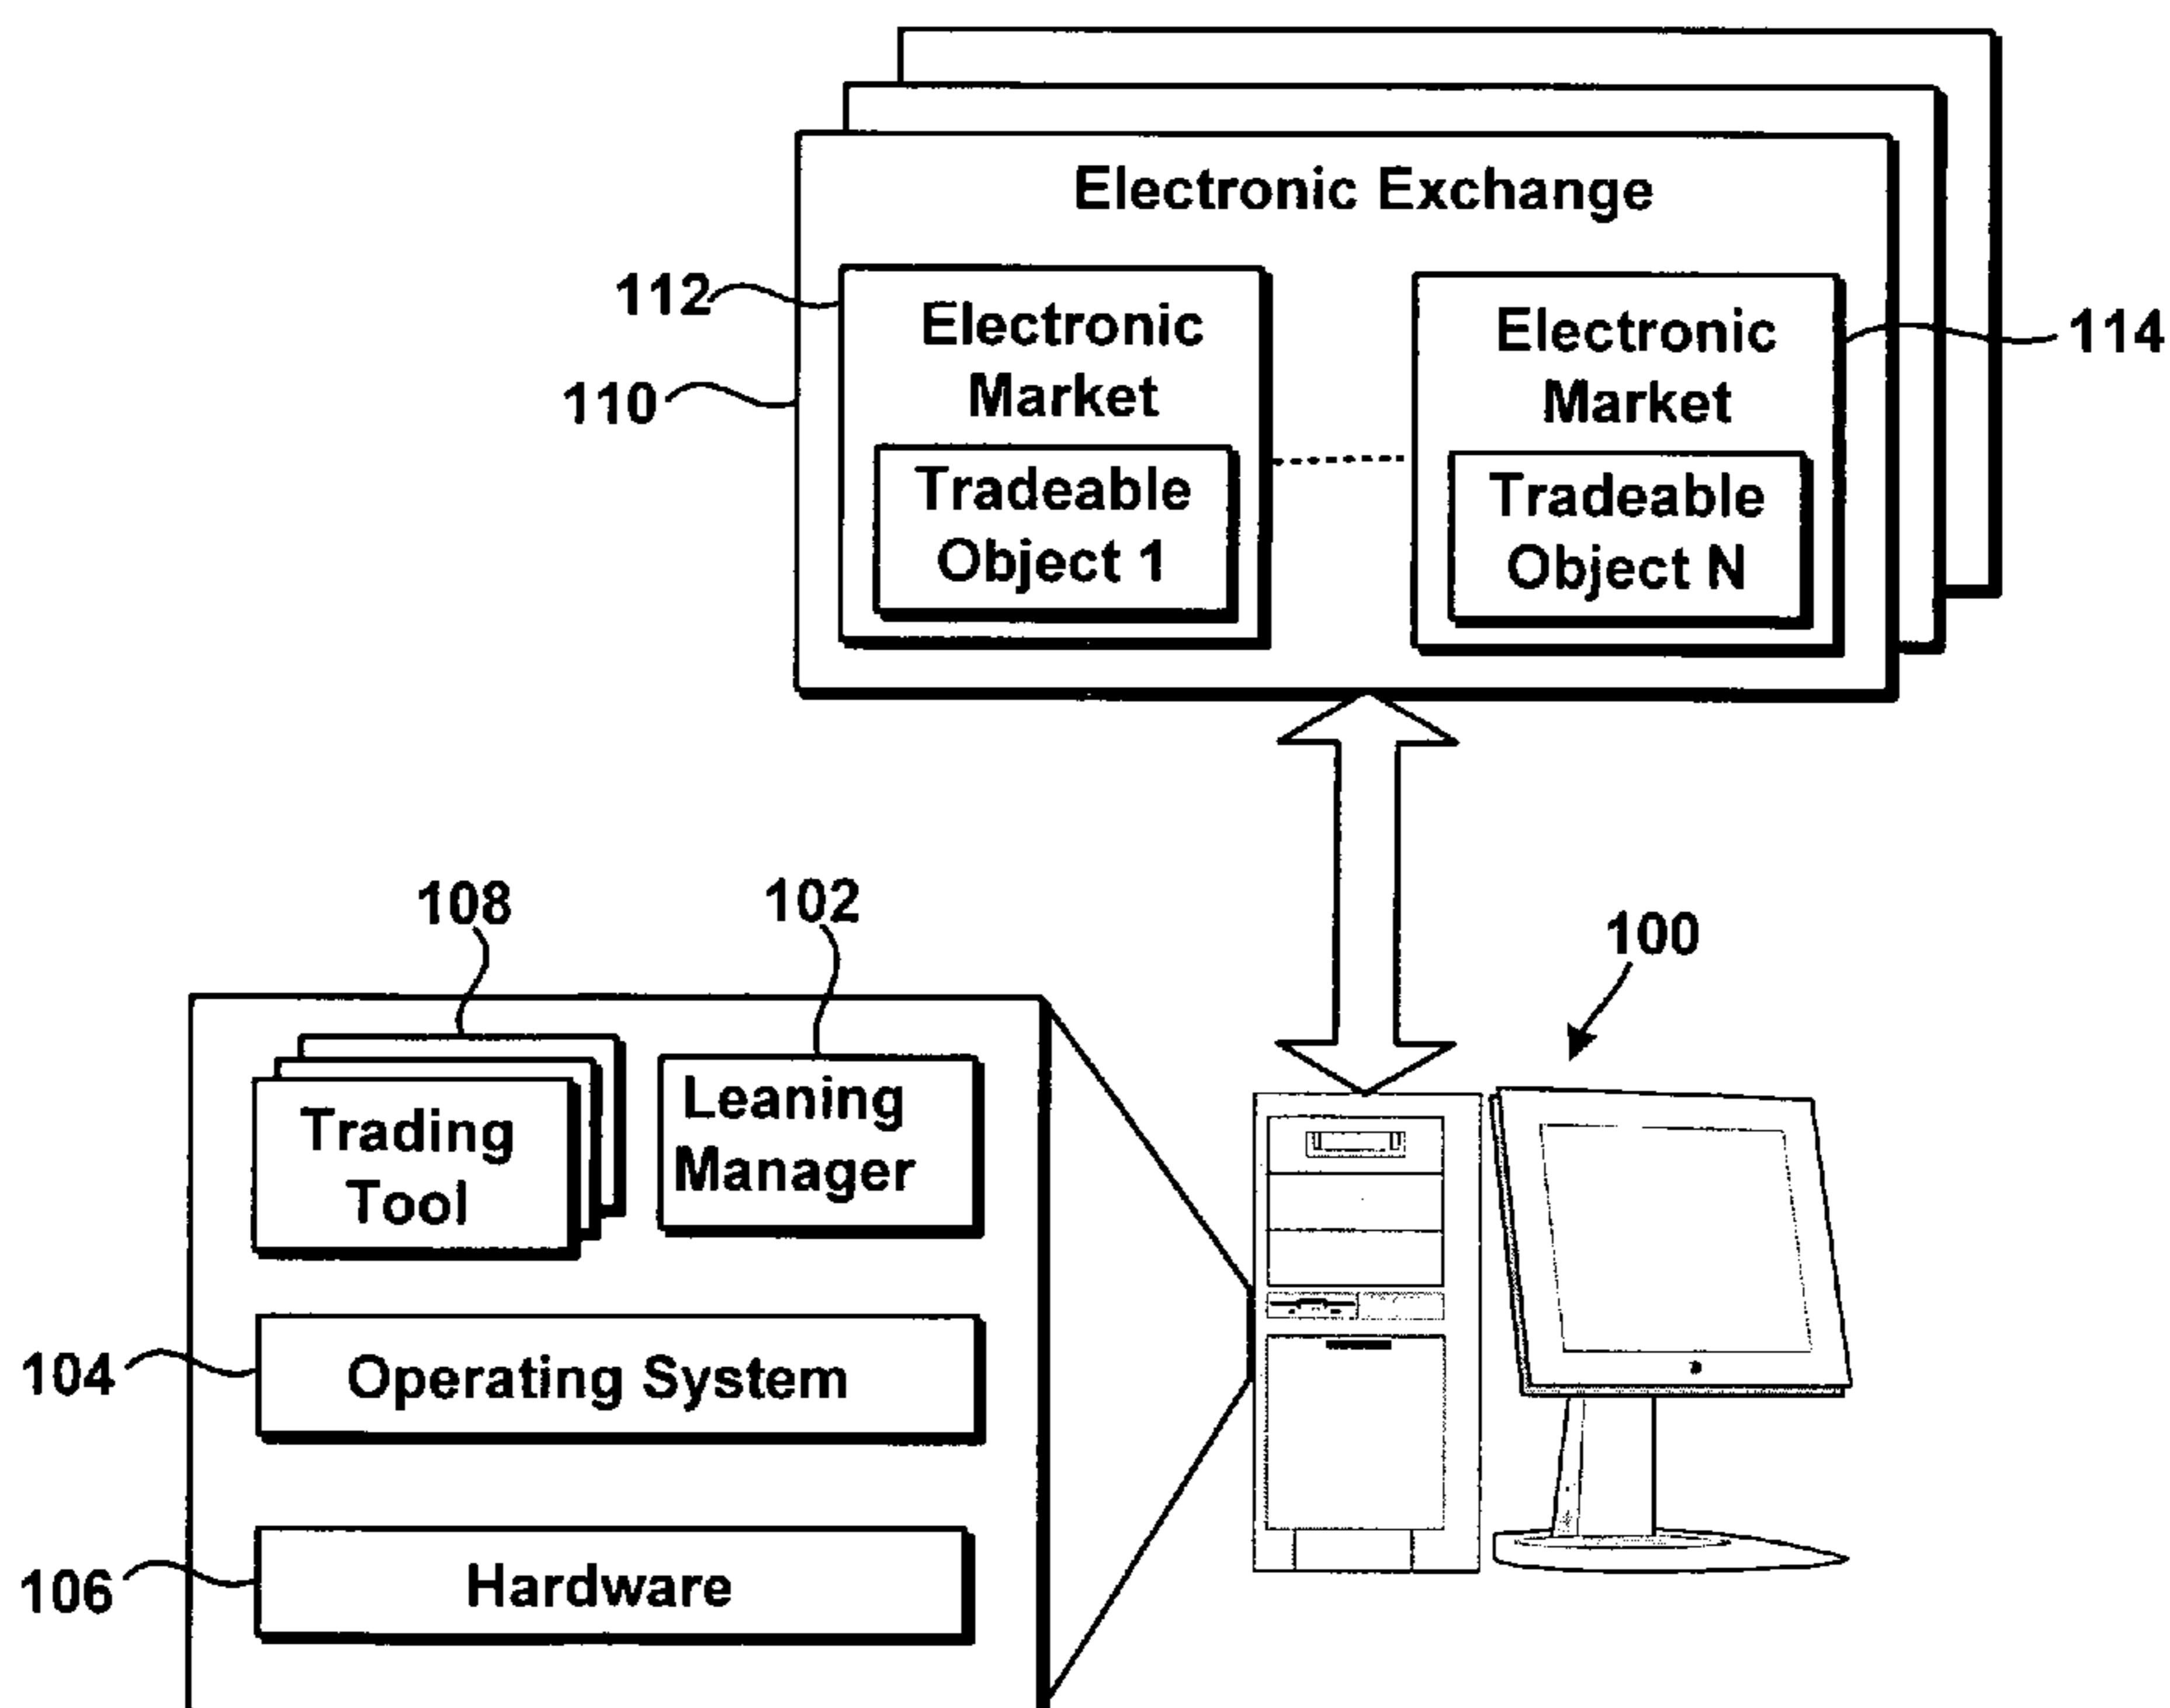 Electronic Exchange
112
Electronic
Market
Electronic
Market
114
110
Tradeable
Object 1
Tradeable
Object N
108
102
100
Trading
Tool
Leaning
Manager
104
Operating System
106
Hardware